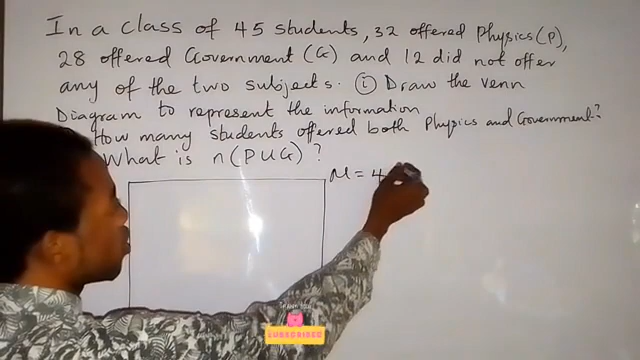 In a class of 45 students, 32 offered Physics(P),
28 offered Government (G) and 12 did not offer
any of the two subjects. (i) Draw the venn
Diagram to represent the information
How many students offered both Physics and Government?
What is n(PUG)?
μ = 4
SUBSCRIBED